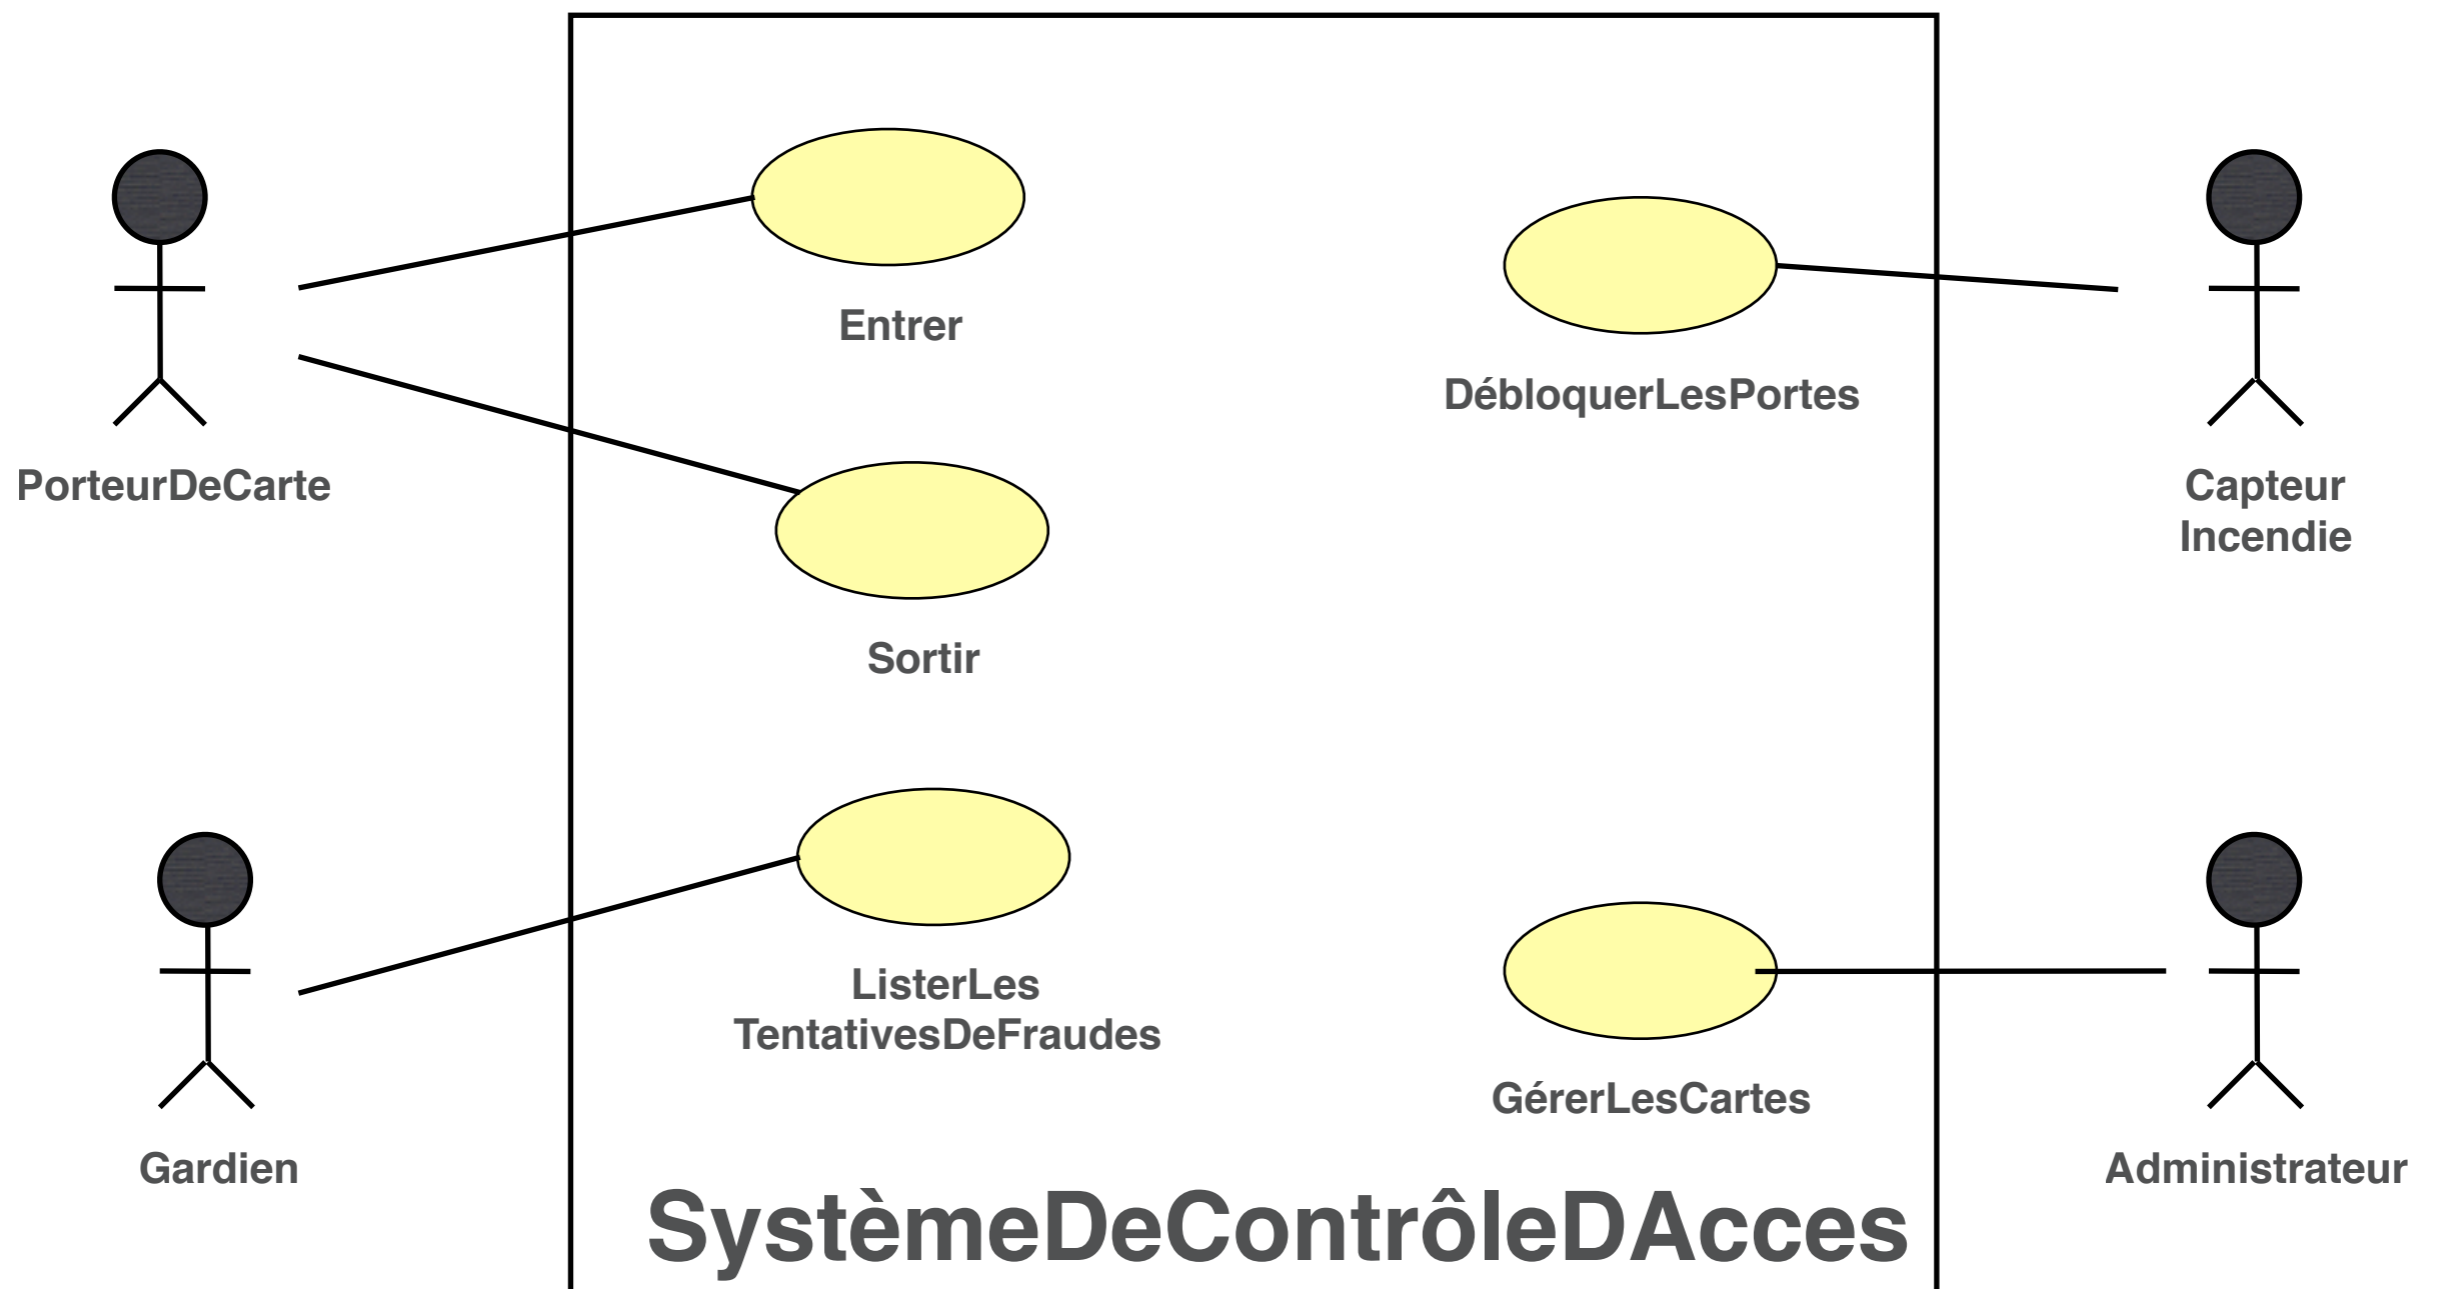 Entrer
DébloquerLesPortes
PorteurDeCarte
Capteur
Incendie
Sortir
ListerLes
TentativesDeFraudes
GérerLesCartes
Gardien
Administrateur
SystèmeDeContrôleDAcces